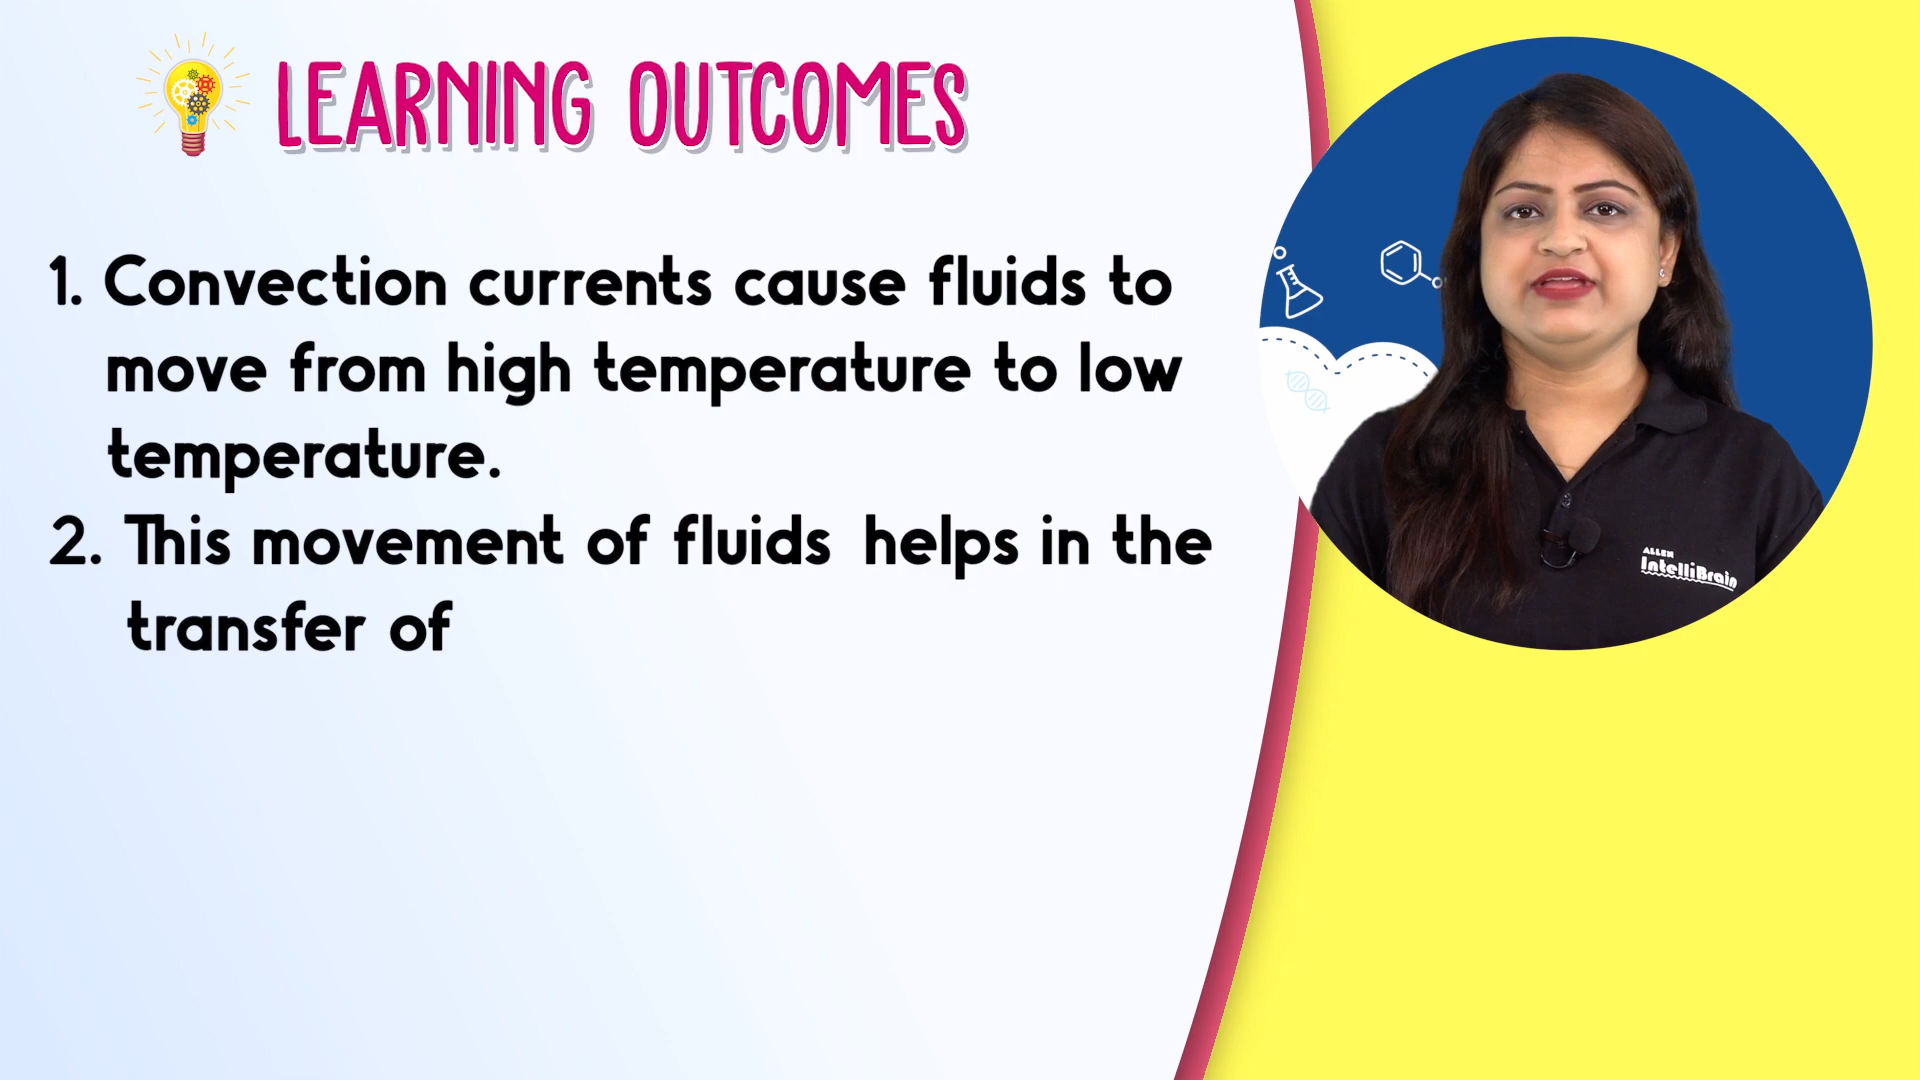 LEARNING OUTCOMES
1. Convection currents cause fluids to
move from high temperature to low
temperature.
2. This movement of fluids helps in the
transfer of
ALLEN
IntelliBrain